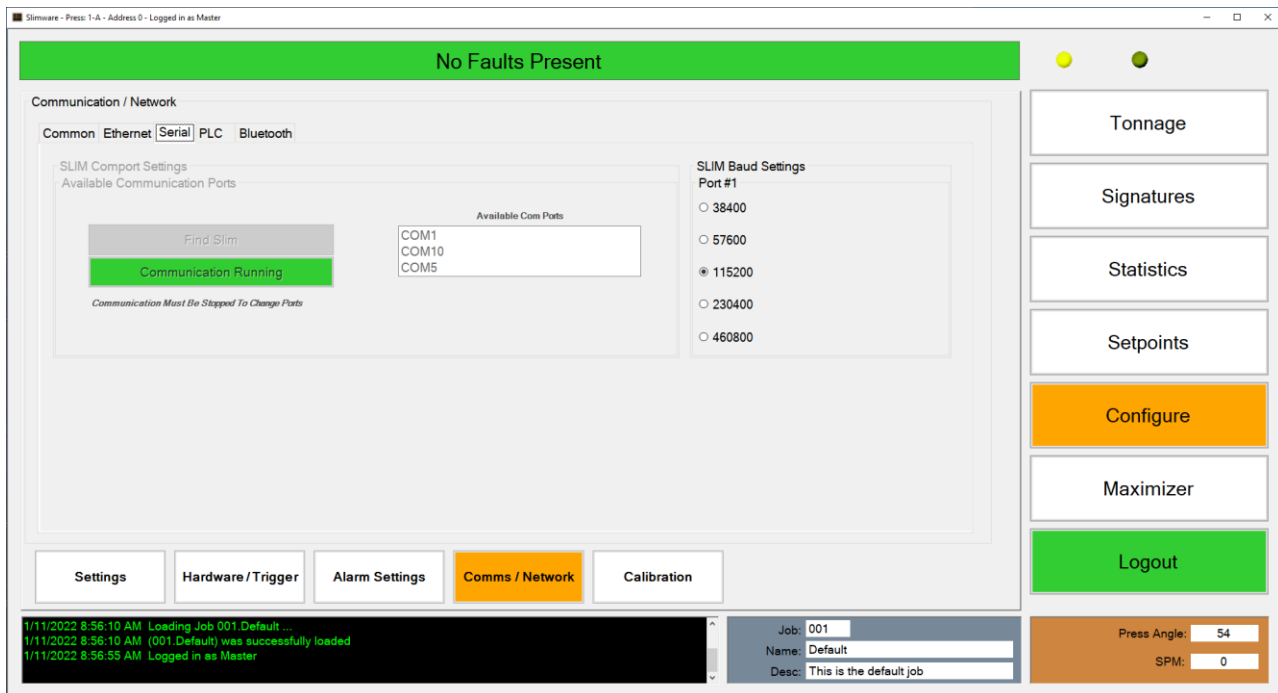 Slimware - Press: 1-A - Address 0 - Logged in as Master
No Faults Present
Communication / Network
Common Ethernet Serial PLC Bluetooth
SLIM Comport Settings
Available Communication Ports
Find Slim
Communication Running
Communication Must Be Stopped To Change Ports
Available Com Ports
COM1
COM10
COM5
SLIM Baud Settings
Port #1
38400
57600
115200
230400
460800
Tonnage
Signatures
Statistics
Setpoints
Configure
Maximizer
Logout
Settings
Hardware / Trigger
Alarm Settings
Comms / Network
Calibration
1/11/2022 8:56:10 AM Loading Job 001.Default ...
1/11/2022 8:56:10 AM (001.Default) was successfully loaded
1/11/2022 8:56:55 AM Logged in as Master
Job: 001
Name: Default
Desc: This is the default job
Press Angle: 54
SPM: 0